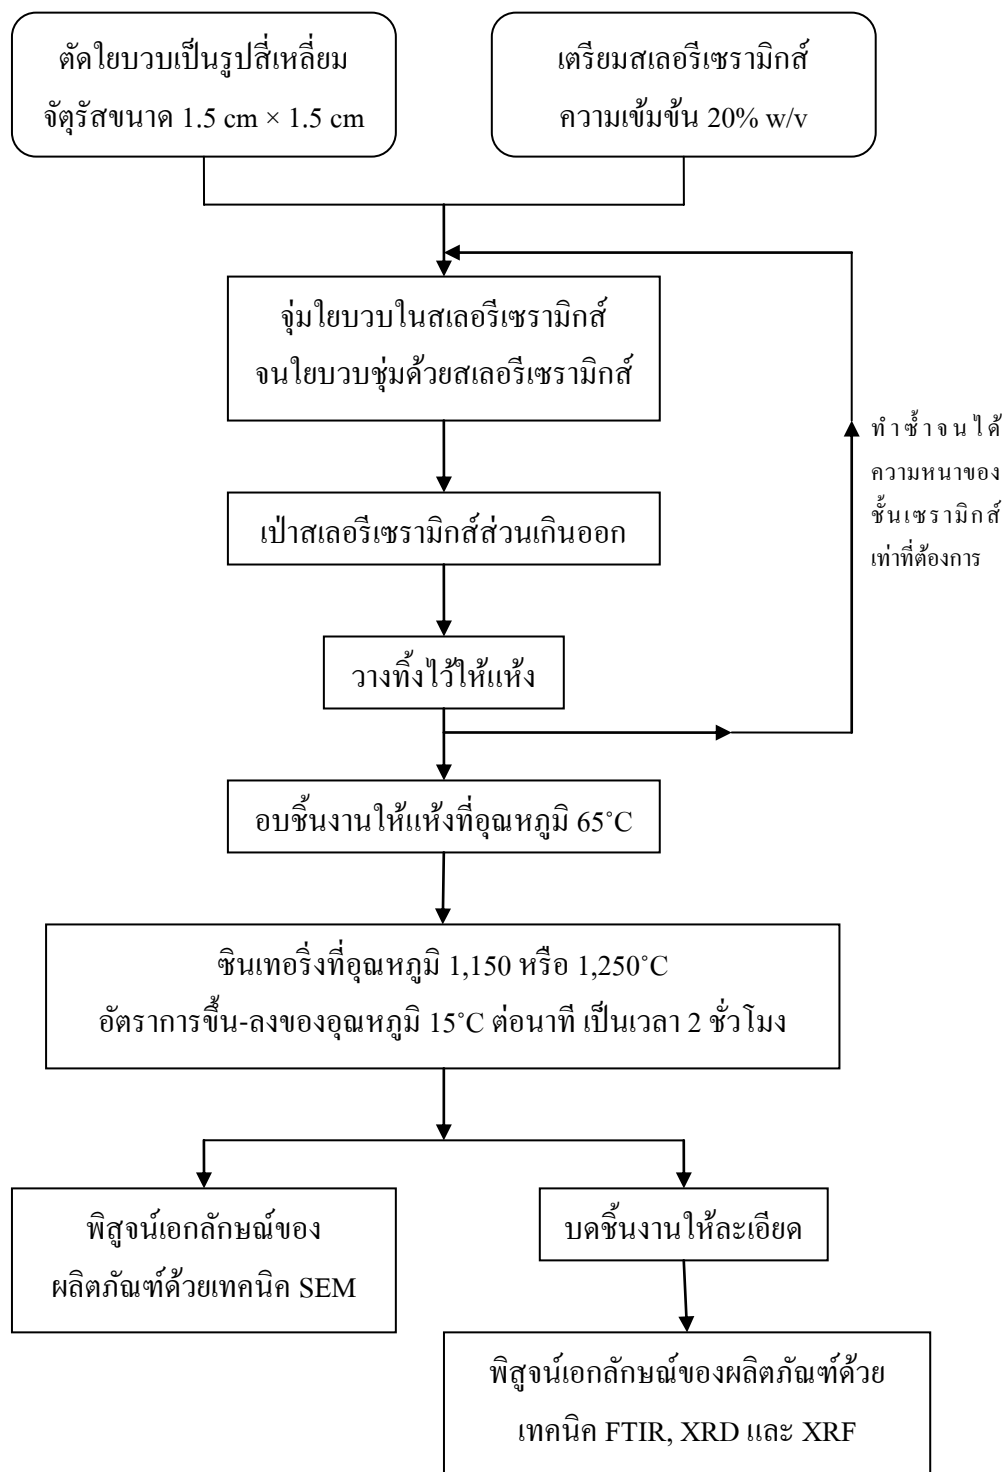 ตัดใยบวบเป็นรูปสี่เหลี่ยม
จัตุรัสขนาด 1.5 cm × 1.5 cm
เตรียมสเลอรีเซรามิกส์
ความเข้มข้น 20% w/v
จุ่มใยบวบในสเลอรีเซรามิกส์
จนใยบวบชุ่มด้วยสเลอรีเซรามิกส์
ทำซ้ำจนได้
ความหนาของ
ชั้นเซรามิกส์
เท่าที่ต้องการ
เป่าสเลอรีเซรามิกส์ส่วนเกินออก
วางทิ้งไว้ให้แห้ง
อบชิ้นงานให้แห้งที่อุณหภูมิ 65˚C
ซินเทอริ่งที่อุณหภูมิ 1,150 หรือ 1,250˚C
อัตราการขึ้น-ลงของอุณหภูมิ 15˚C ต่อนาที เป็นเวลา 2 ชั่วโมง
พิสูจน์เอกลักษณ์ของ
ผลิตภัณฑ์ด้วยเทคนิค SEM
บดชิ้นงานให้ละเอียด
พิสูจน์เอกลักษณ์ของผลิตภัณฑ์ด้วย
เทคนิค FTIR, XRD และ XRF